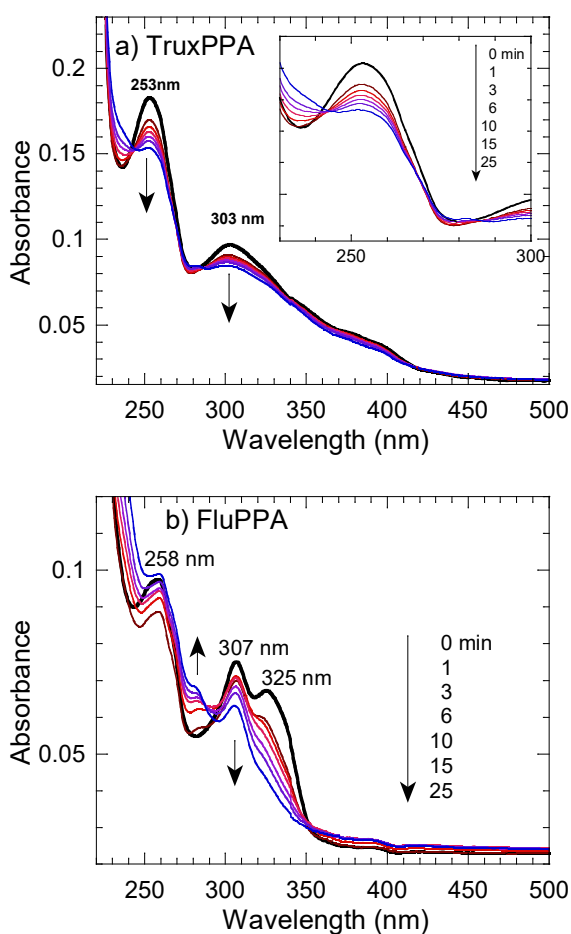 a) TruxPPA
253nm
303 nm
0 min
1
3
6
10
15
25
250 300
0.2
0.15
0.1
0.05
Absorbance
250 300 350 400 450 500
Wavelength (nm)
b) FluPPA
258 nm
307 nm
325 nm
0 min
1
3
6
10
15
25
0.1
0.05
Absorbance
250 300 350 400 450 500
Wavelength (nm)